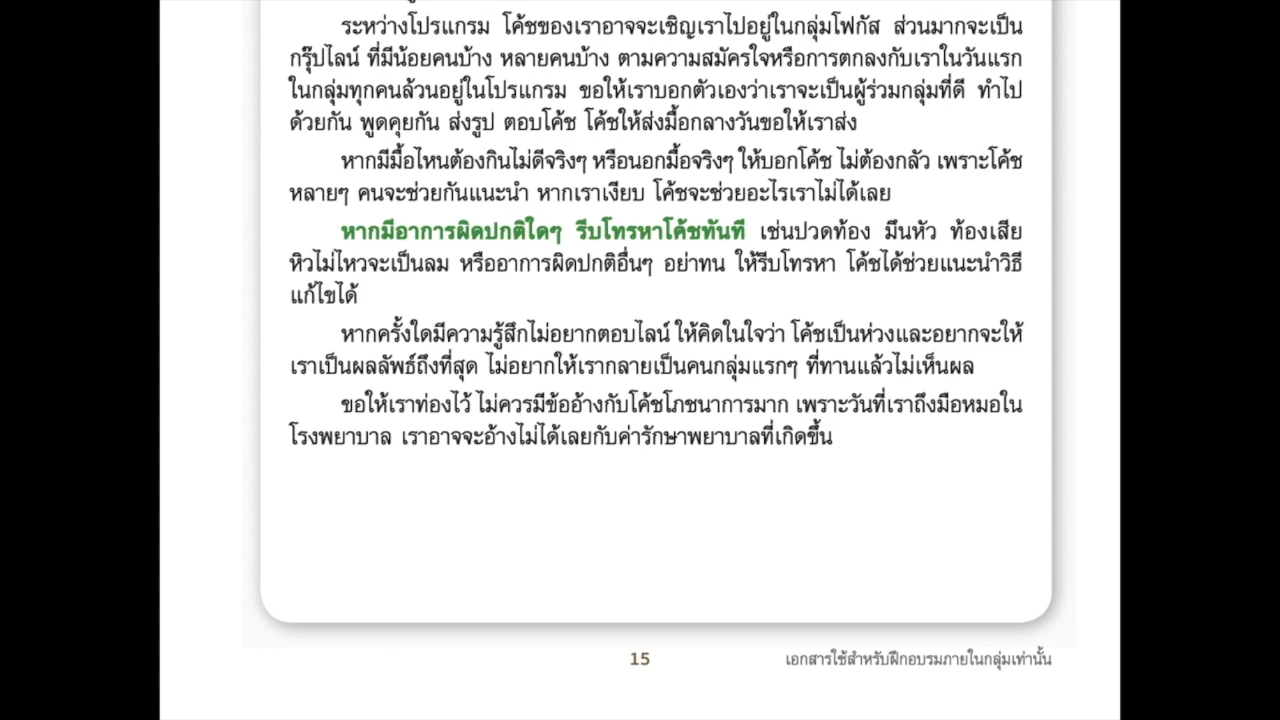 ระหว่างโปรแกรม โค้ชของเราอาจจะเชิญเราไปอยู่ในกลุ่มโฟกัส ส่วนมากจะเป็น
กรุ๊ปไลน์ ที่มีน้อยคนบ้าง หลายคนบ้าง ตามความสมัครใจหรือการตกลงกับเราในวันแรก
ในกลุ่มทุกคนล้วนอยู่ในโปรแกรม ขอให้เราบอกตัวเองว่าเราจะเป็นผู้ร่วมกลุ่มที่ดี ทำไป
ด้วยกัน พูดคุยกัน ส่งรูป ตอบโค้ช โค้ชให้ส่งมื้อกลางวันขอให้เราส่ง
หากมีมื้อไหนต้องกินไม่ดีจริงๆ หรือนอกมื้อจริงๆ ให้บอกโค้ช ไม่ต้องกลัว เพราะโค้ช
หลายๆ คนจะช่วยกันแนะนำ หากเราเงียบ โค้ชจะช่วยอะไรเราไม่ได้เลย
หากมีอาการผิดปกติใดๆ รีบโทรหาโค้ชทันที เช่นปวดท้อง มึนหัว ท้องเสีย
หิวไม่ไหวจะเป็นลม หรืออาการผิดปกติอื่นๆ อย่าทน ให้รีบโทรหา โค้ชได้ช่วยแนะนำวิธี
แก้ไขได้
หากครั้งใดมีความรู้สึกไม่อยากตอบไลน์ ให้คิดในใจว่า โค้ชเป็นห่วงและอยากจะให้
เราเป็นผลลัพธ์ถึงที่สุด ไม่อยากให้เรากลายเป็นคนกลุ่มแรกๆ ที่ทานแล้วไม่เห็นผล
ขอให้เราท่องไว้ ไม่ควรมีข้ออ้างกับโค้ชโภชนาการมาก เพราะวันที่เราถึงมือหมอใน
โรงพยาบาล เราอาจจะอ้างไม่ได้เลยกับค่ารักษาพยาบาลที่เกิดขึ้น
15
เอกสารใช้สำหรับฝึกอบรมภายในกลุ่มเท่านั้น